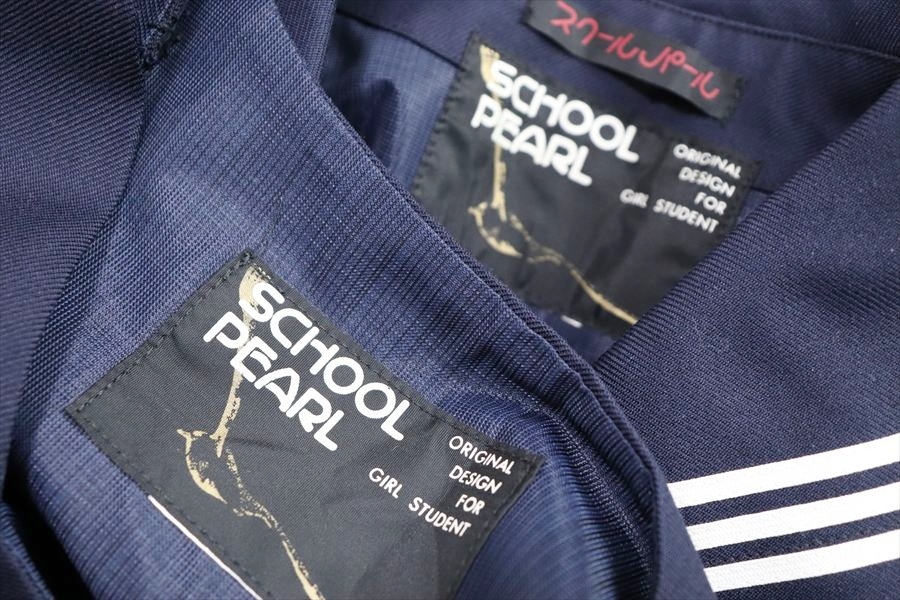 スクールパール
SCHOOL
PEARL
ORIGINAL
DESIGN
FOR
GIRL STUDENT
SCHOOL
PEARL
ORIGINAL
DESIGN
FOR
GIRL STUDENT